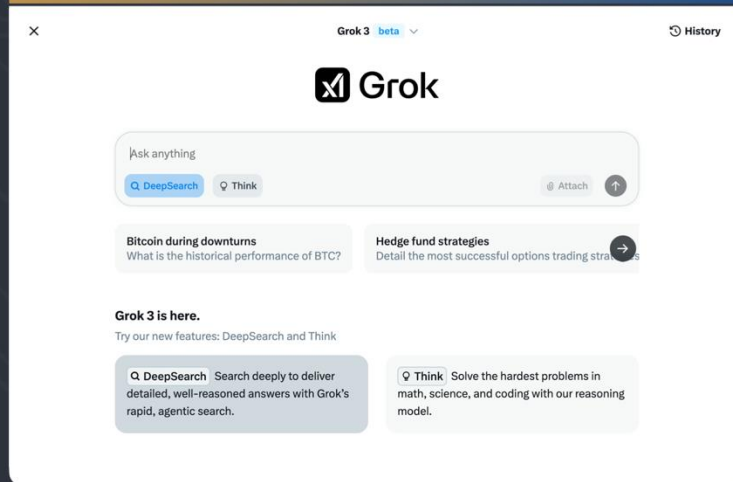 Grok 3 beta
History
Grok
Ask anything
DeepSearch
Think
Attach
Bitcoin during downturns
What is the historical performance of BTC?
Hedge fund strategies
Detail the most successful options trading
Grok 3 is here.
Try our new features: DeepSearch and Think
DeepSearch Search deeply to deliver
detailed, well-reasoned answers with Grok's
rapid, agentic search.
Think Solve the hardest problems in
math, science, and coding with our reasoning
model.